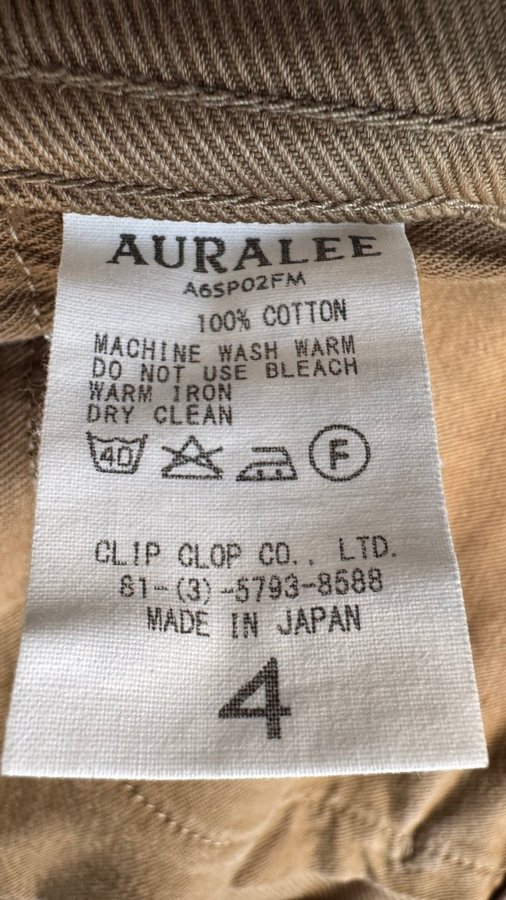 AURALEE
A6SP02FM
100% COTTON
MACHINE WASH WARM
DO NOT USE BLEACH
WARM IRON
DRY CLEAN
40 F
CLIP CLOP CO., LTD.
81-(3)-5793-8588
MADE IN JAPAN
4